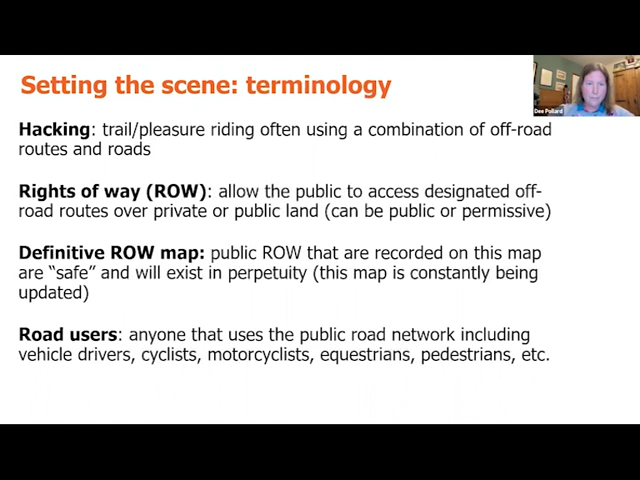 Setting the scene: terminology
Dee Pollard
Hacking: trail/pleasure riding often using a combination of off-road
routes and roads
Rights of way (ROW): allow the public to access designated off-
road routes over private or public land (can be public or permissive)
Definitive ROW map: public ROW that are recorded on this map
are “safe” and will exist in perpetuity (this map is constantly being
updated)
Road users: anyone that uses the public road network including
vehicle drivers, cyclists, motorcyclists, equestrians, pedestrians, etc.